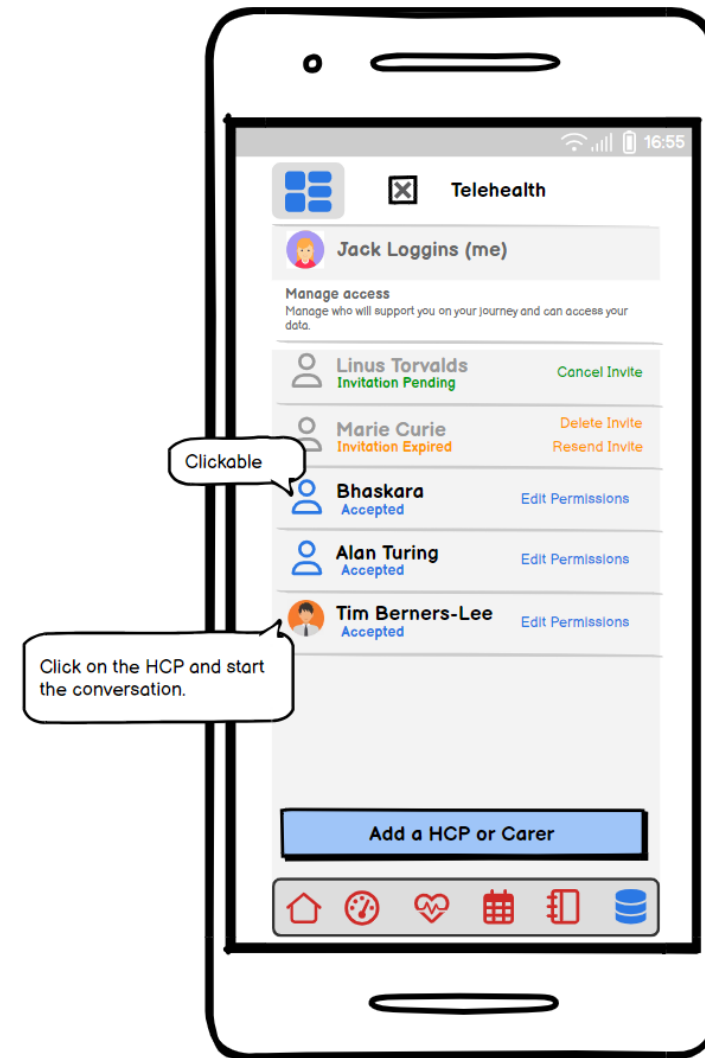 16:55
Telehealth
Jack Loggins (me)
Manage access
Manage who will support you on your journey and can access your
data.
Linus Torvalds
Invitation Pending
Cancel Invite
Marie Curie
Invitation Expired
Delete Invite
Resend Invite
Clickable
Bhaskara
Accepted
Edit Permissions
Alan Turing
Accepted
Edit Permissions
Tim Berners-Lee
Accepted
Edit Permissions
Click on the HCP and start
the conversation.
Add a HCP or Carer